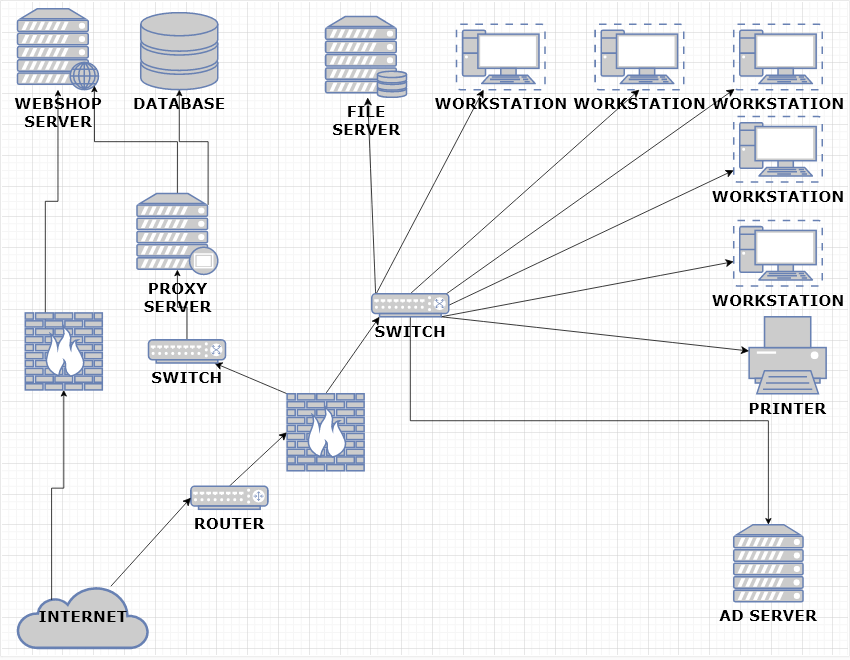 WEBSHOP
SERVER
DATABASE
FILE
SERVER
WORKSTATION
WORKSTATION
WORKSTATION
WORKSTATION
WORKSTATION
PROXY
SERVER
SWITCH
SWITCH
PRINTER
ROUTER
INTERNET
AD SERVER